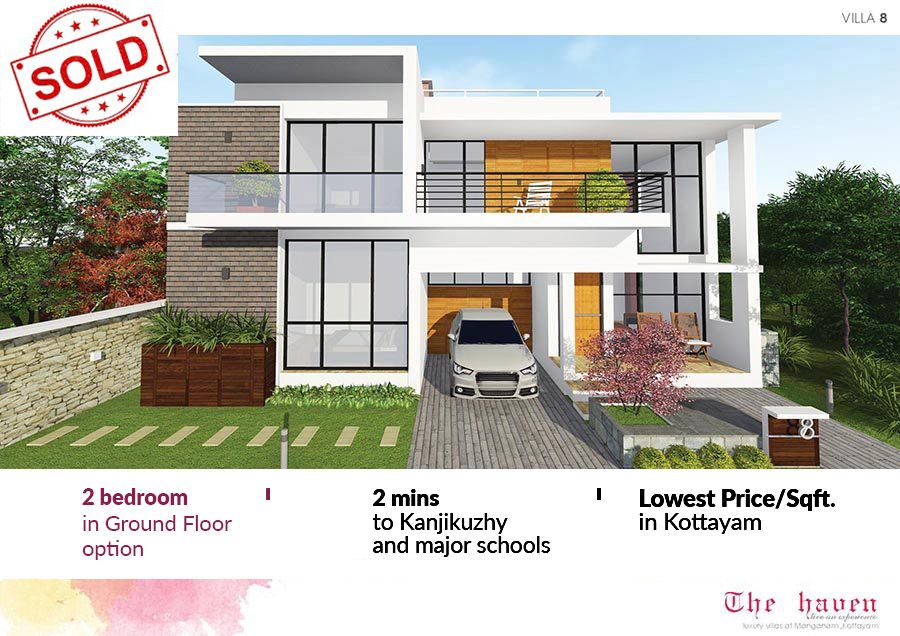 VILLA 8
SOLD
8
2 bedroom
in Ground Floor
option
2 mins
to Kanjikuzhy
and major schools
Lowest Price/Sqft.
in Kottayam
The haven
live an experience
luxury villas at Manganam, Kottayam